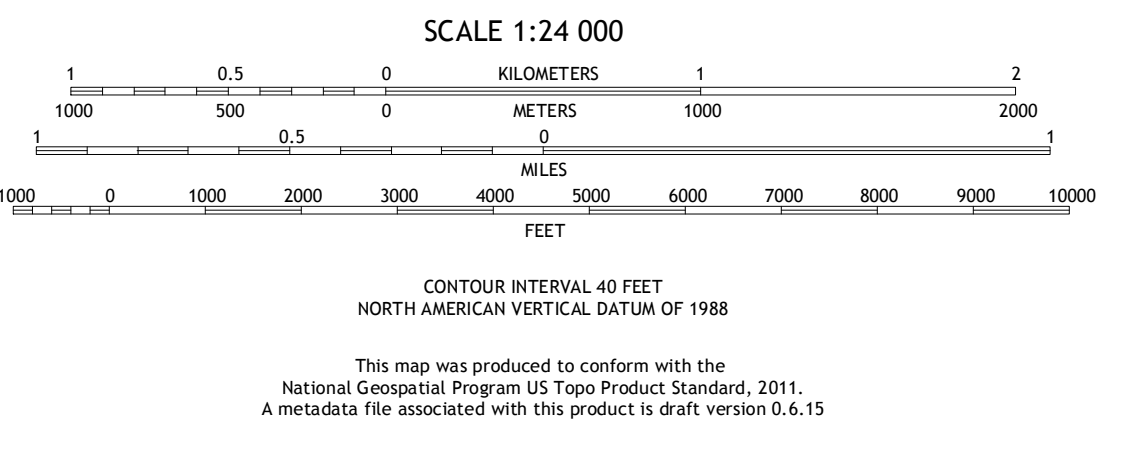 SCALE 1:24 000
1 0.5 0 KILOMETERS 1 2
1000 500 0 METERS 1000 2000
1 0.5 0 1
MILES
1000 0 1000 2000 3000 4000 5000 6000 7000 8000 9000 10000
FEET
CONTOUR INTERVAL 40 FEET
NORTH AMERICAN VERTICAL DATUM OF 1988
This map was produced to conform with the
National Geospatial Program US Topo Product Standard, 2011.
A metadata file associated with this product is draft version 0.6.15